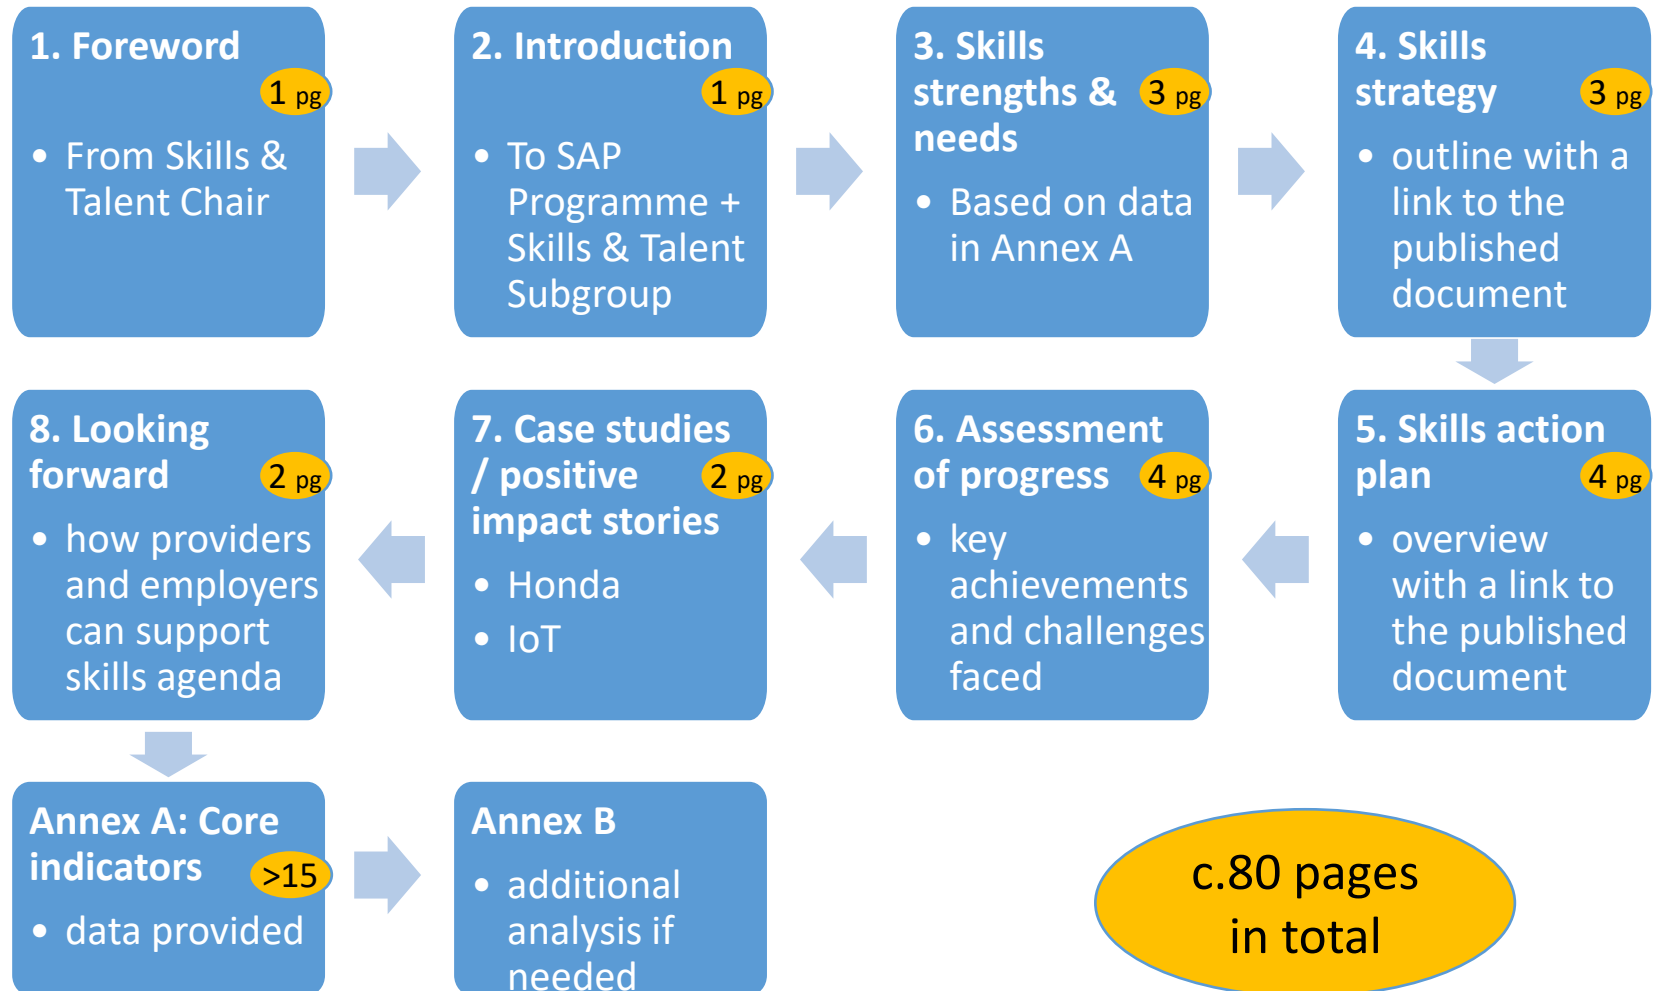 1. Foreword
1 pg
• From Skills &
Talent Chair
2. Introduction
1 pg
• To SAP
Programme +
Skills & Talent
Subgroup
3. Skills
strengths &
needs
3 pg
• Based on data
in Annex A
4. Skills
strategy
3 pg
• outline with a
link to the
published
document
5. Skills action
plan
4 pg
• overview
with a link to
the published
document
6. Assessment
of progress
4 pg
• key
achievements
and challenges
faced
7. Case studies
/ positive
impact stories
2 pg
• Honda
• IoT
8. Looking
forward
2 pg
• how providers
and employers
can support
skills agenda
Annex A: Core
indicators
>15
• data provided
Annex B
• additional
analysis if
needed
c.80 pages
in total